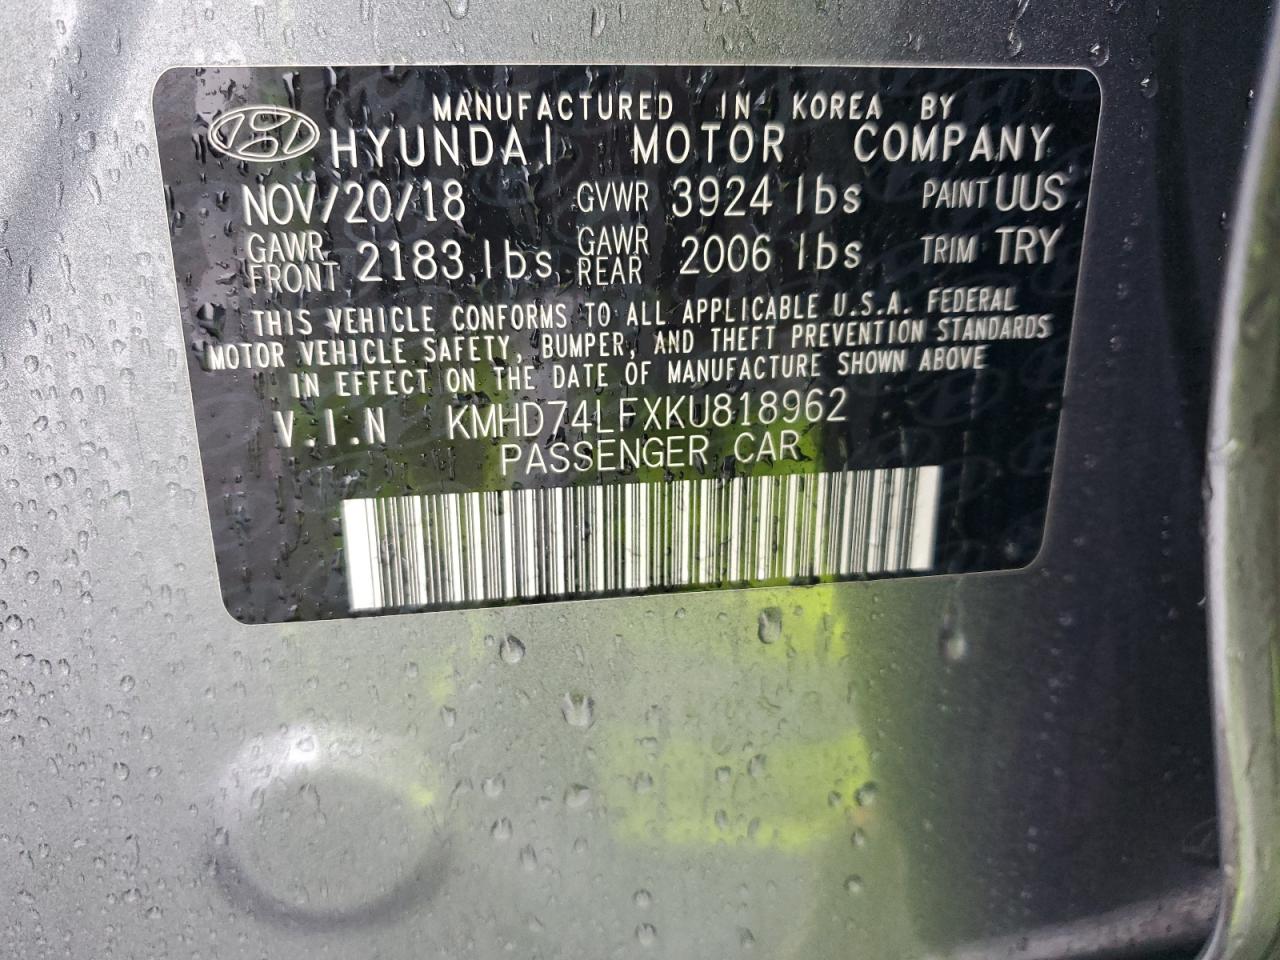 MANUFACTURED IN KOREA BY
HYUNDAI MOTOR COMPANY
NOV/20/18 GVWR 3924 lbs PAINT UUS
GAWR FRONT 2183 lbs GAWR REAR 2006 lbs TRIM TRY
THIS VEHICLE CONFORMS TO ALL APPLICABLE U.S.A. FEDERAL
MOTOR VEHICLE SAFETY, BUMPER, AND THEFT PREVENTION STANDARDS
IN EFFECT ON THE DATE OF MANUFACTURE SHOWN ABOVE
V.I.N KMHD74LFXKU818962
PASSENGER CAR